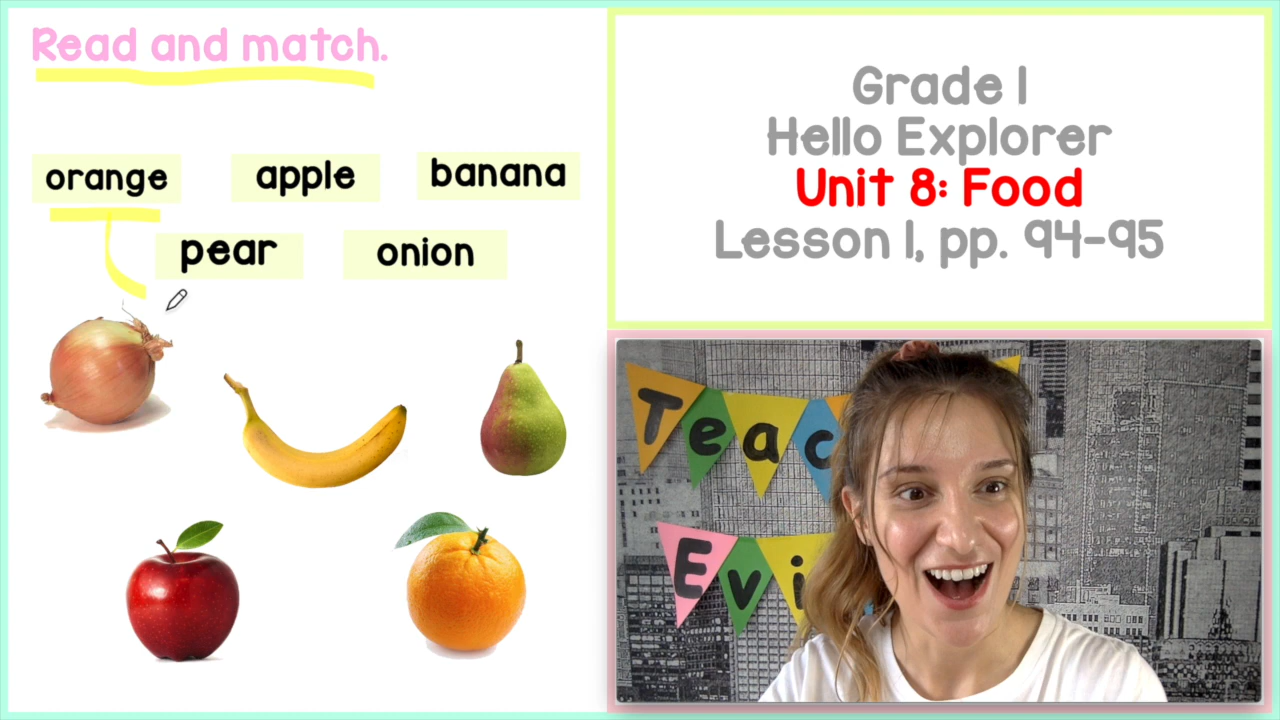 Read and match.
orange apple banana
pear onion
Grade 1
Hello Explorer
Unit 8: Food
Lesson 1, pp. 94-95
Teac
Evi